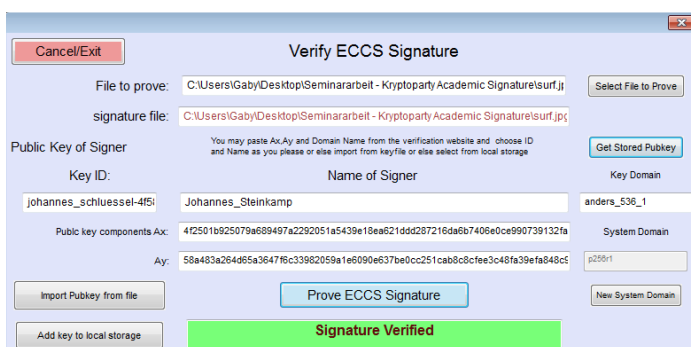 Cancel/Exit
Verify ECCS Signature
File to prove:
C:\Users\Gaby\Desktop\Seminararbeit - Kryptoparty Academic Signature\surf.jp
Select File to Prove
signature file:
C:\Users\Gaby\Desktop\Seminararbeit - Kryptoparty Academic Signature\surf.jpg
Public Key of Signer
You may paste Ax,Ay and Domain Name from the verification website and choose ID
and Name as you please or else import from keyfile or else select from local storage
Get Stored Pubkey
Key ID:
Name of Signer
Key Domain
johannes_schluessel-4f5
Johannes_Steinkamp
anders_536_1
Publc key components Ax:
4f2501b925079a689497a2292051a5439e18ea621ddd287216da6b7406e0ce990739132fa
System Domain
Ay:
58a483a264d65a3647f6c33982059a1e6090e637be0cc251cab8c8cfee3c48fa39efa848c9
p256r1
Import Pubkey from file
Prove ECCS Signature
New System Domain
Add key to local storage
Signature Verified